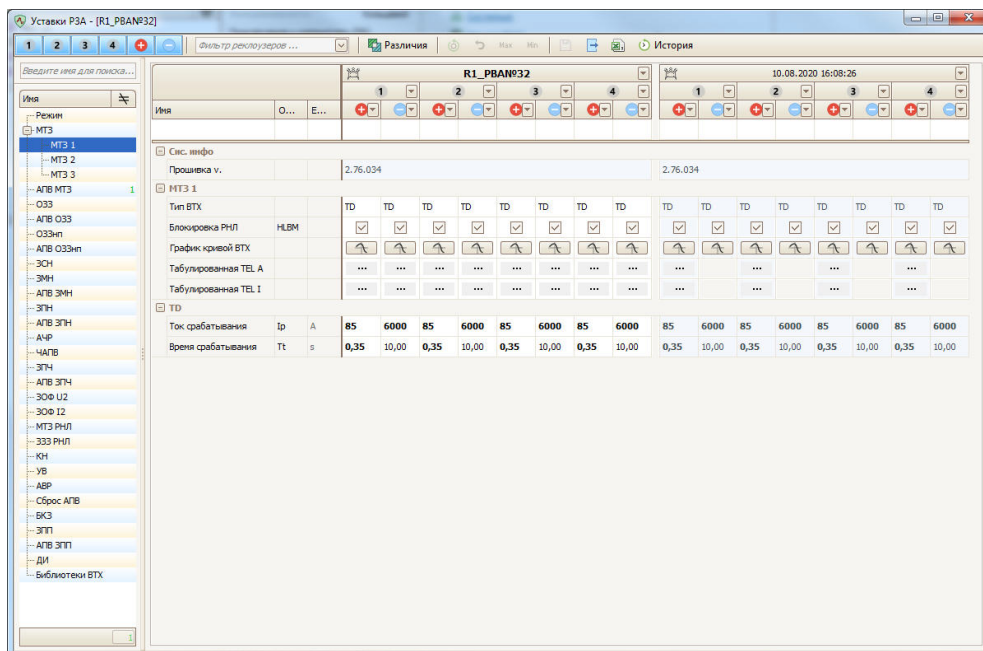 Уставки РЗА - [R1_РВА№32]
1 2 3 4 Фильтр реклоузеров ... Различия Max Min История
Введите имя для поиска...
Имя
Режим
МТЗ
МТЗ 1
МТЗ 2
МТЗ 3
АПВ МТЗ 1
ОЗЗ
АПВ ОЗЗ
ОЗЗнп
АПВ ОЗЗнп
ЗСН
ЗМН
АПВ ЗМН
ЗПН
АПВ ЗПН
АЧР
ЧАПВ
ЗПЧ
АПВ ЗПЧ
ЗОФ U2
ЗОФ I2
МТЗ РНЛ
ЗЗЗ РНЛ
КН
УВ
АВР
Сброс АПВ
БКЗ
ЗПП
АПВ ЗПП
ДИ
Библиотеки ВТХ
1
R1_РВА№32 10.08.2020 16:08:26
1 2 3 4 1 2 3 4
Имя О... Е...
Сис. инфо
Прошивка v. 2.76.034 2.76.034
МТЗ 1
Тип ВТХ TD TD TD TD TD TD TD TD TD TD TD TD TD TD TD TD
Блокировка РНЛ HLBM
График кривой ВТХ
Табулированная TEL A ... ... ... ... ... ... ... ... ... ... ... ...
Табулированная TEL I ... ... ... ... ... ... ... ... ... ... ... ...
TD
Ток срабатывания Ip A 85 6000 85 6000 85 6000 85 6000 85 6000 85 6000 85 6000 85 6000
Время срабатывания Tt s 0,35 10,00 0,35 10,00 0,35 10,00 0,35 10,00 0,35 10,00 0,35 10,00 0,35 10,00 0,35 10,00